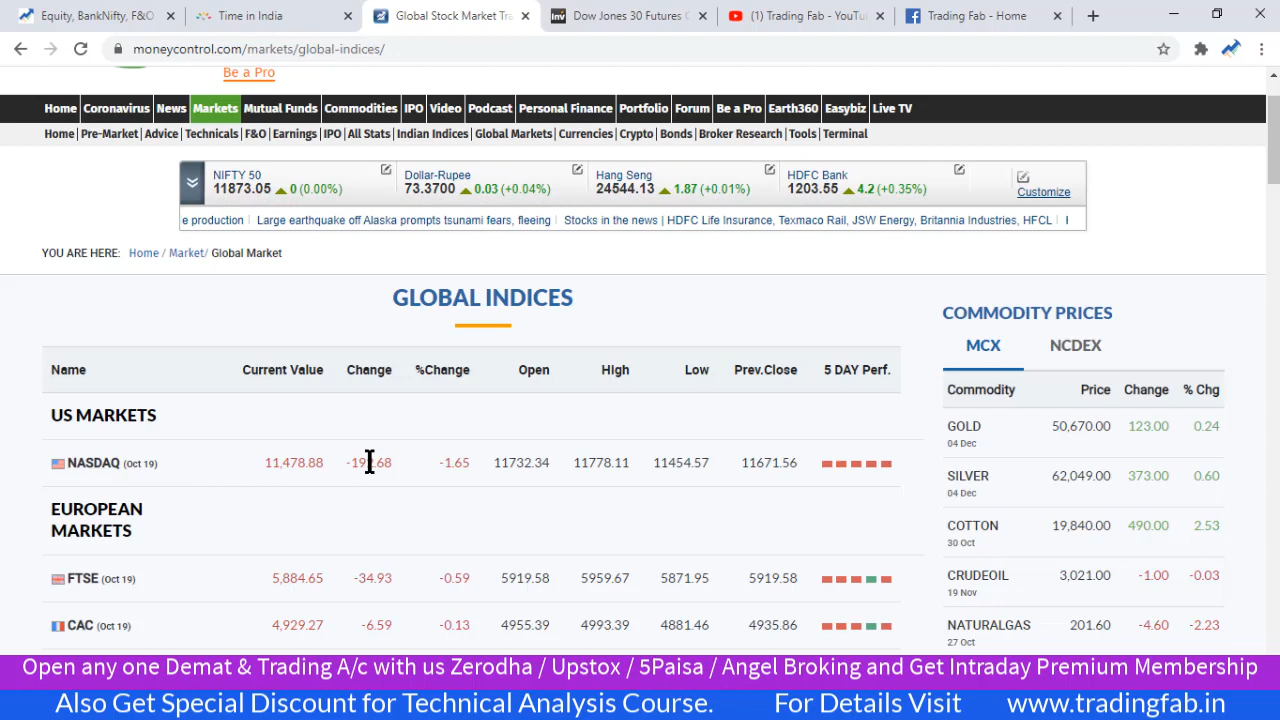 Equity, BankNifty, F&O
Time in India
Global Stock Market Tra
Dow Jones 30 Futures C
(1) Trading Fab - YouTu
Trading Fab - Home
moneycontrol.com/markets/global-indices/
Be a Pro
Home Coronavirus News Markets Mutual Funds Commodities IPO Video Podcast Personal Finance Portfolio Forum Be a Pro Earth360 Easybiz Live TV
Home Pre-Market Advice Technicals F&O Earnings IPO All Stats Indian Indices Global Markets Currencies Crypto Bonds Broker Research Tools Terminal
NIFTY 50
11873.05 0 (0.00%)
Dollar-Rupee
73.3700 0.03 (+0.04%)
Hang Seng
24544.13 1.87 (+0.01%)
HDFC Bank
1203.55 4.2 (+0.35%)
Customize
e production Large earthquake off Alaska prompts tsunami fears, fleeing Stocks in the news | HDFC Life Insurance, Texmaco Rail, JSW Energy, Britannia Industries, HFCL
YOU ARE HERE: Home / Market/ Global Market
GLOBAL INDICES
Name Current Value Change %Change Open High Low Prev.Close 5 DAY Perf.
US MARKETS
NASDAQ (Oct 19) 11,478.88 -192.68 -1.65 11732.34 11778.11 11454.57 11671.56
EUROPEAN
MARKETS
FTSE (Oct 19) 5,884.65 -34.93 -0.59 5919.58 5959.67 5871.95 5919.58
CAC (Oct 19) 4,929.27 -6.59 -0.13 4955.39 4993.39 4881.46 4935.86
COMMODITY PRICES
MCX NCDEX
Commodity Price Change % Chg
GOLD 50,670.00 123.00 0.24
04 Dec
SILVER 62,049.00 373.00 0.60
04 Dec
COTTON 19,840.00 490.00 2.53
30 Oct
CRUDEOIL 3,021.00 -1.00 -0.03
19 Nov
NATURALGAS 201.60 -4.60 -2.23
27 Oct
Open any one Demat & Trading A/c with us Zerodha / Upstox / 5Paisa / Angel Broking and Get Intraday Premium Membership
Also Get Special Discount for Technical Analysis Course. For Details Visit www.tradingfab.in